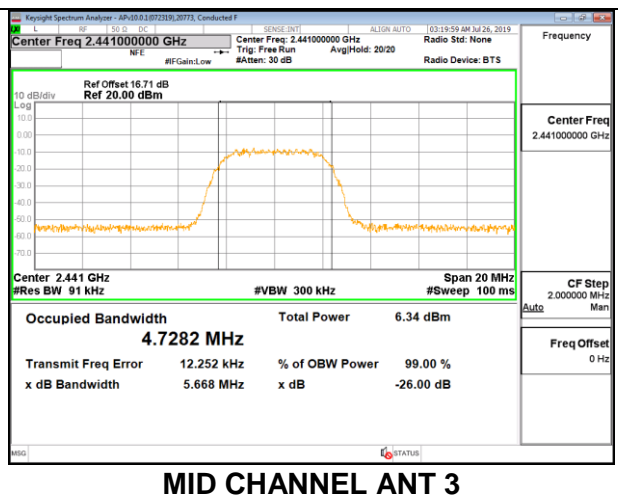 Keysight Spectrum Analyzer - APv10.0.1(072319),20773, Conducted F
L RF 50 Ω DC SENSE:INT ALIGN AUTO 03:19:59 AM Jul 26, 2019
Center Freq 2.441000000 GHz Center Freq: 2.441000000 GHz Radio Std: None Frequency
NFE Trig: Free Run Avg|Hold: 20/20
#IFGain:Low #Atten: 30 dB Radio Device: BTS
Ref Offset 16.71 dB
10 dB/div Ref 20.00 dBm
Log
10.0
0.00
-10.0
-20.0
-30.0
-40.0
-50.0
-60.0
-70.0
Center Freq
2.441000000 GHz
Center 2.441 GHz Span 20 MHz
#Res BW 91 kHz #VBW 300 kHz #Sweep 100 ms
CF Step
2.000000 MHz
Auto Man
Occupied Bandwidth Total Power 6.34 dBm
4.7282 MHz
Freq Offset
0 Hz
Transmit Freq Error 12.252 kHz % of OBW Power 99.00 %
x dB Bandwidth 5.668 MHz x dB -26.00 dB
MSG STATUS
MID CHANNEL ANT 3